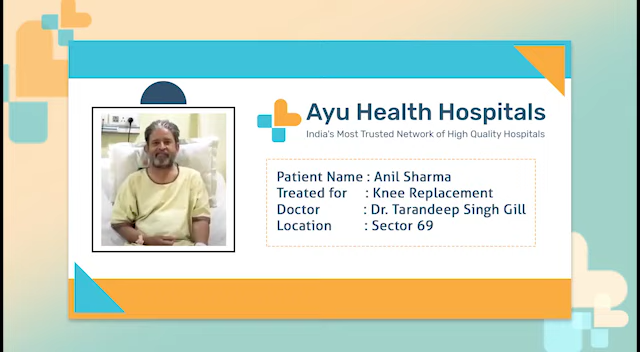 Ayu Health Hospitals
India's Most Trusted Network of High Quality Hospitals
Patient Name : Anil Sharma
Treated for : Knee Replacement
Doctor : Dr. Tarandeep Singh Gill
Location : Sector 69